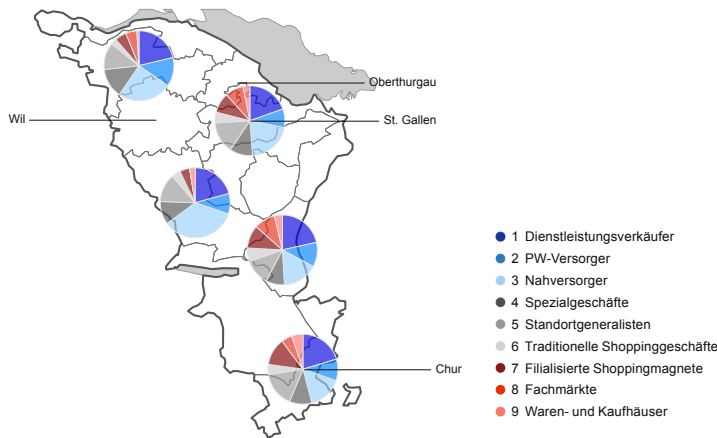 Oberthurgau
Wil
St. Gallen
1 Dienstleistungsverkäufer
2 PW-Versorger
3 Nahversorger
4 Spezialgeschäfte
5 Standortgeneralisten
6 Traditionelle Shoppinggeschäfte
7 Filialisierte Shoppingmagnete
Chur
8 Fachmärkte
9 Waren- und Kaufhäuser